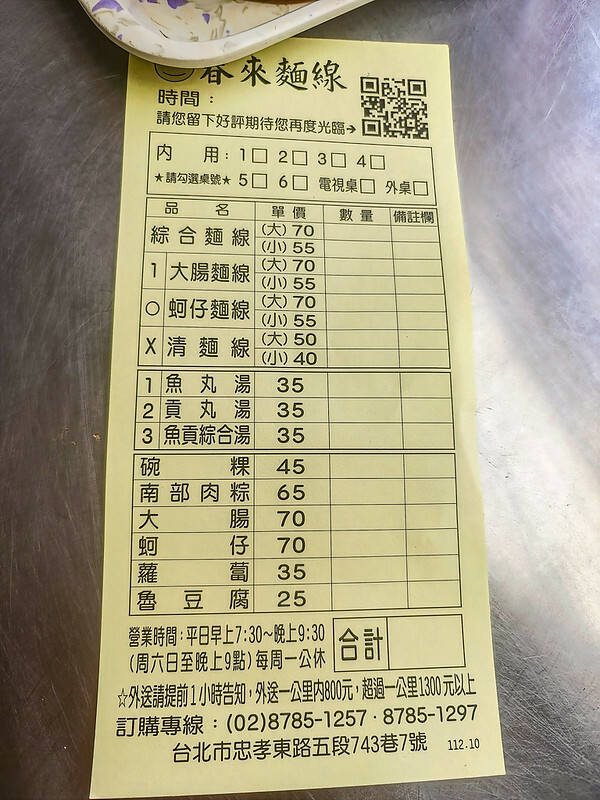 春來麵線
時間：
請您留下好評期待您再度光臨→
內用：1□ 2□ 3□ 4□
★請勾選桌號★ 5□ 6□ 電視桌□ 外桌□
品名 單價 數量 備註欄
綜合麵線 (大) 70
(小) 55
1 大腸麵線 (大) 70
(小) 55
○ 蚵仔麵線 (大) 70
(小) 55
X 清麵線 (大) 50
(小) 40
1 魚丸湯 35
2 貢丸湯 35
3 魚貢綜合湯 35
碗粿 45
南部肉粽 65
大腸 70
蚵仔 70
蘿蔔 35
魯豆腐 25
營業時間：平日早上7:30～晚上9:30
(周六日至晚上9點) 每周一公休
合計
☆外送請提前1小時告知，外送一公里內800元，超過一公里1300元以上
訂購專線：(02)8785-1257・8785-1297
台北市忠孝東路五段743巷7號 112.10